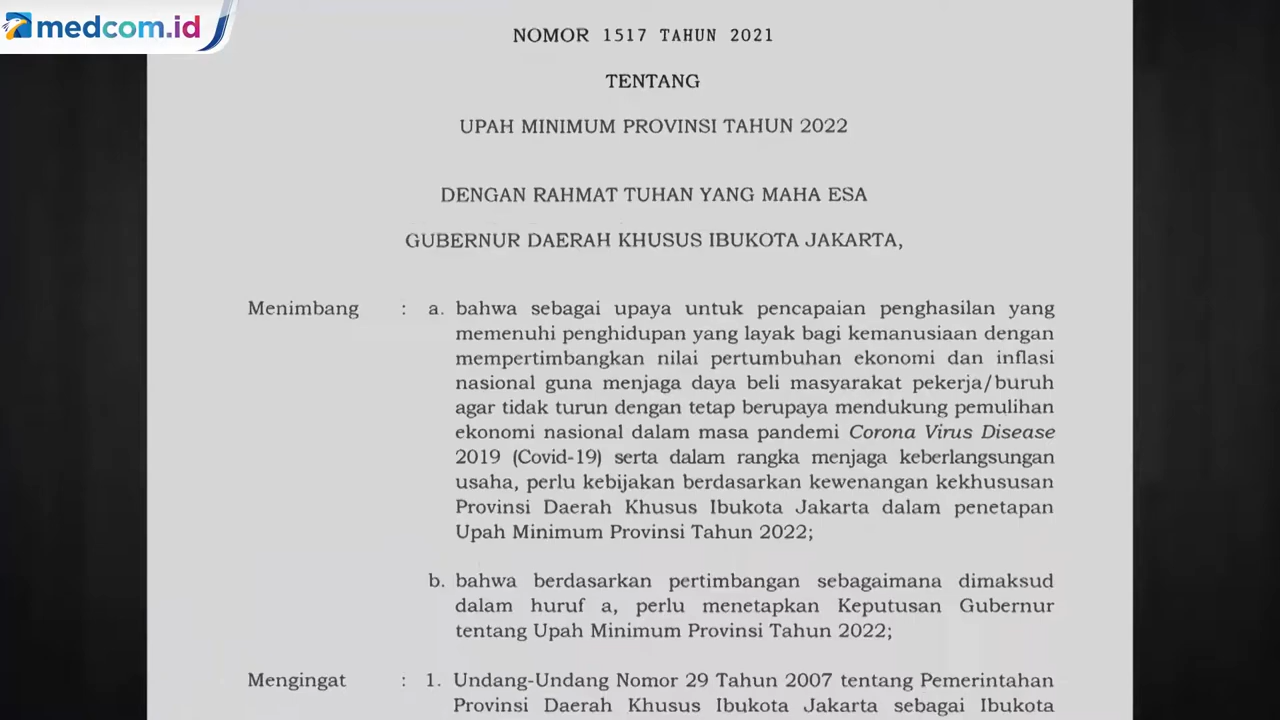 medcom.id
NOMOR 1517 TAHUN 2021
TENTANG
UPAH MINIMUM PROVINSI TAHUN 2022
DENGAN RAHMAT TUHAN YANG MAHA ESA
GUBERNUR DAERAH KHUSUS IBUKOTA JAKARTA,
Menimbang : a. bahwa sebagai upaya untuk pencapaian penghasilan yang
memenuhi penghidupan yang layak bagi kemanusiaan dengan
mempertimbangkan nilai pertumbuhan ekonomi dan inflasi
nasional guna menjaga daya beli masyarakat pekerja/buruh
agar tidak turun dengan tetap berupaya mendukung pemulihan
ekonomi nasional dalam masa pandemi Corona Virus Disease
2019 (Covid-19) serta dalam rangka menjaga keberlangsungan
usaha, perlu kebijakan berdasarkan kewenangan kekhususan
Provinsi Daerah Khusus Ibukota Jakarta dalam penetapan
Upah Minimum Provinsi Tahun 2022;
b. bahwa berdasarkan pertimbangan sebagaimana dimaksud
dalam huruf a, perlu menetapkan Keputusan Gubernur
tentang Upah Minimum Provinsi Tahun 2022;
Mengingat : 1. Undang-Undang Nomor 29 Tahun 2007 tentang Pemerintahan
Provinsi Daerah Khusus Ibukota Jakarta sebagai Ibukota